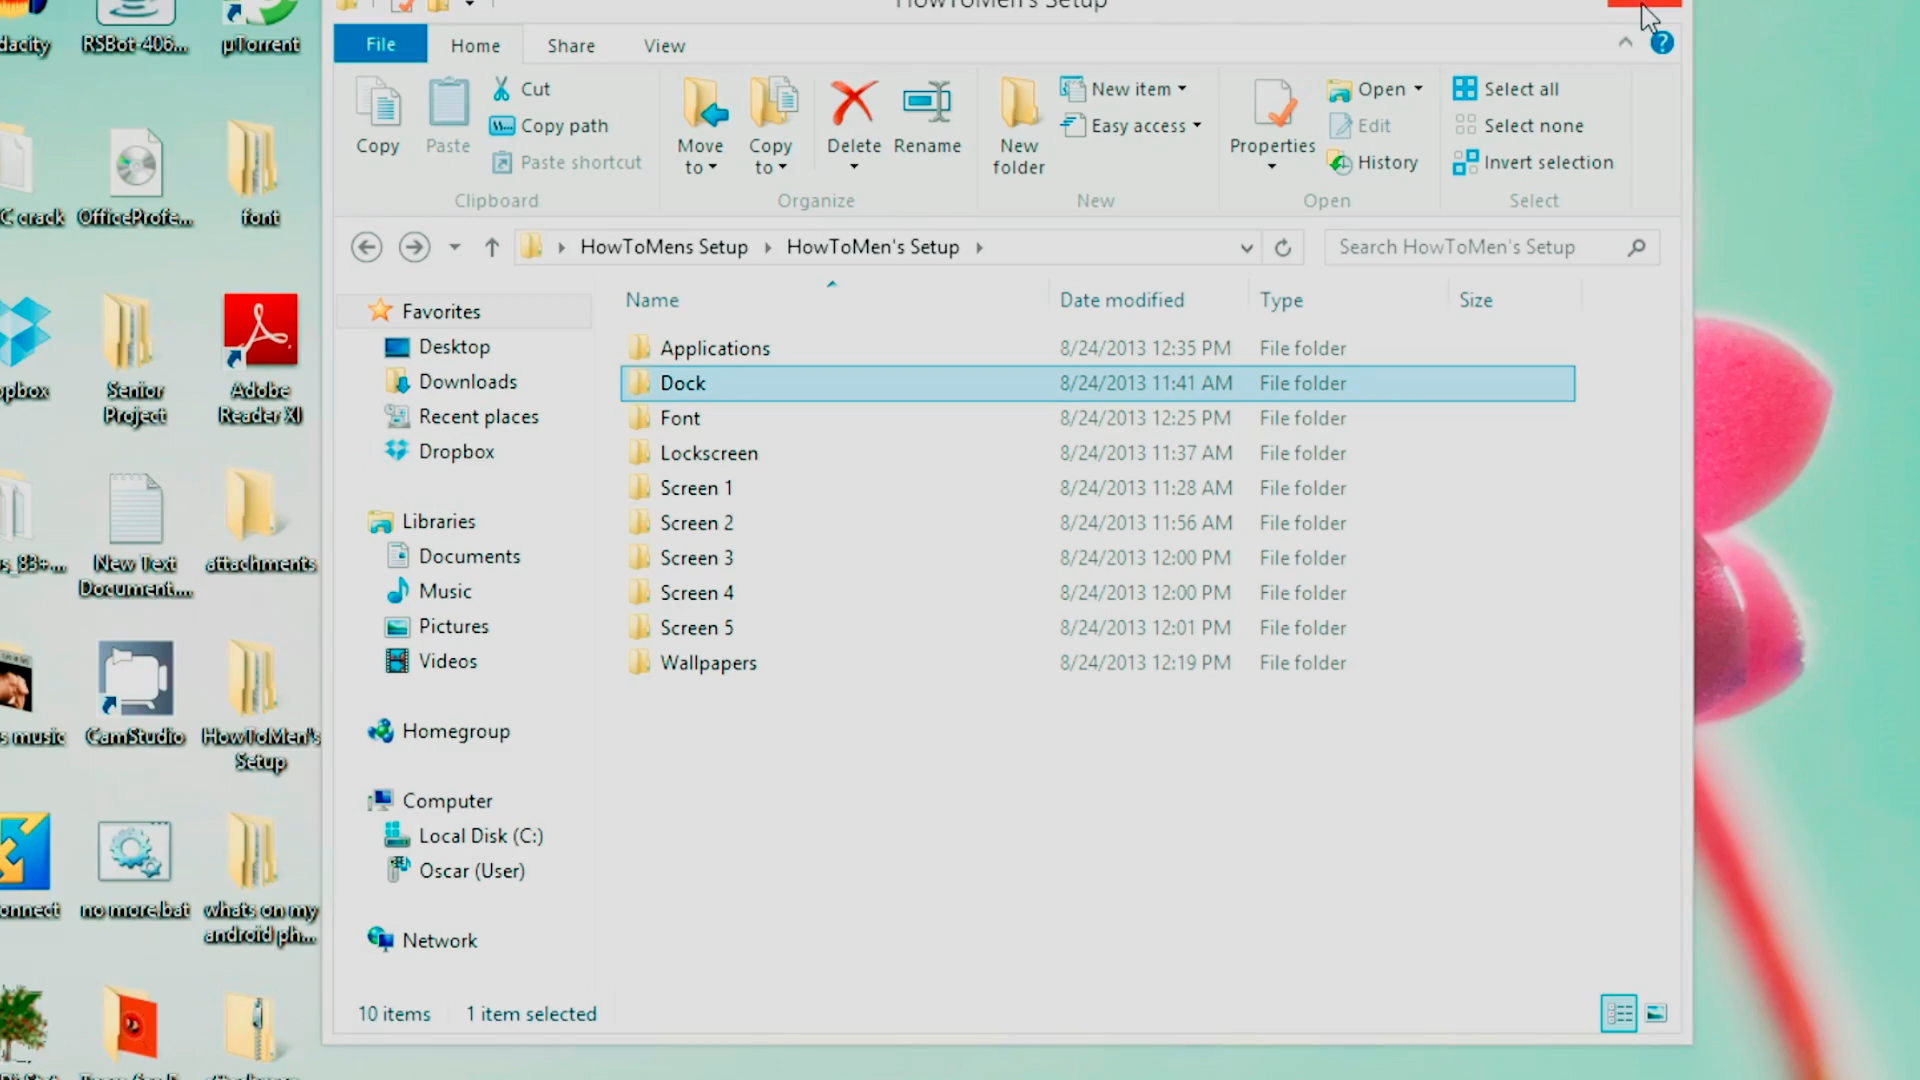 HowToMen's Setup
dacity
RSBot-406...
µTorrent
File
Home
Share
View
Copy
Paste
Cut
Copy path
Paste shortcut
Clipboard
Move to
Copy to
Delete
Rename
Organize
New folder
New item
Easy access
New
Properties
Open
Edit
History
Open
Select all
Select none
Invert selection
Select
C crack
OfficeProfe...
font
HowToMens Setup
HowToMen's Setup
Search HowToMen's Setup
Name
Date modified
Type
Size
Favorites
Desktop
Downloads
Recent places
Dropbox
Libraries
Documents
Music
Pictures
Videos
Homegroup
Computer
Local Disk (C:)
Oscar (User)
Network
Applications 8/24/2013 12:35 PM File folder
Dock 8/24/2013 11:41 AM File folder
Font 8/24/2013 12:25 PM File folder
Lockscreen 8/24/2013 11:37 AM File folder
Screen 1 8/24/2013 11:28 AM File folder
Screen 2 8/24/2013 11:56 AM File folder
Screen 3 8/24/2013 12:00 PM File folder
Screen 4 8/24/2013 12:00 PM File folder
Screen 5 8/24/2013 12:01 PM File folder
Wallpapers 8/24/2013 12:19 PM File folder
opbox
Senior
Project
Adobe
Reader XI
s_83+...
New Text
Document....
attachments
s music
CamStudio
HowToMen's
Setup
onnect
no more.bat
whats on my
android ph...
10 items
1 item selected